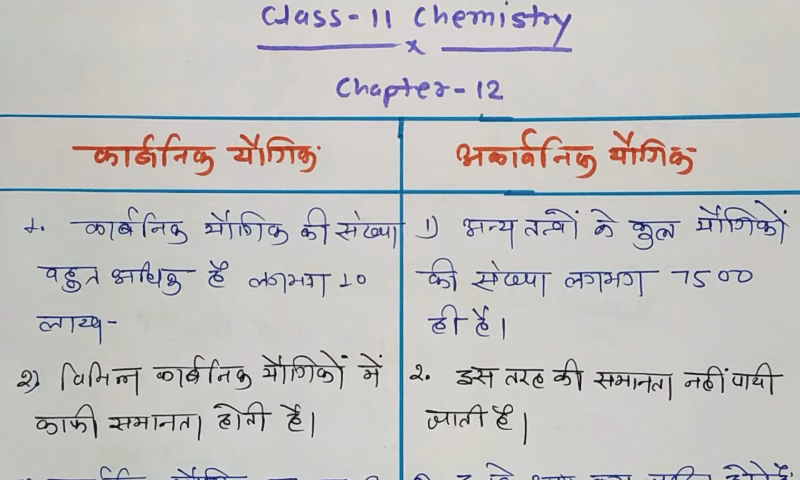 Class-11 Chemistry
x
Chapter-12
कार्बनिक यौगिक
अकार्बनिक यौगिक
1. कार्बनिक यौगिक की संख्या
बहुत अधिक है लगभग 10
लाख-
2) विभिन्न कार्बनिक यौगिकों में
काफी समानता होती है।
1) अन्य तत्वों के कुल यौगिकों
की संख्या लगभग 7500
ही है।
2. इस तरह की समानता नहीं पायी
जाती है।